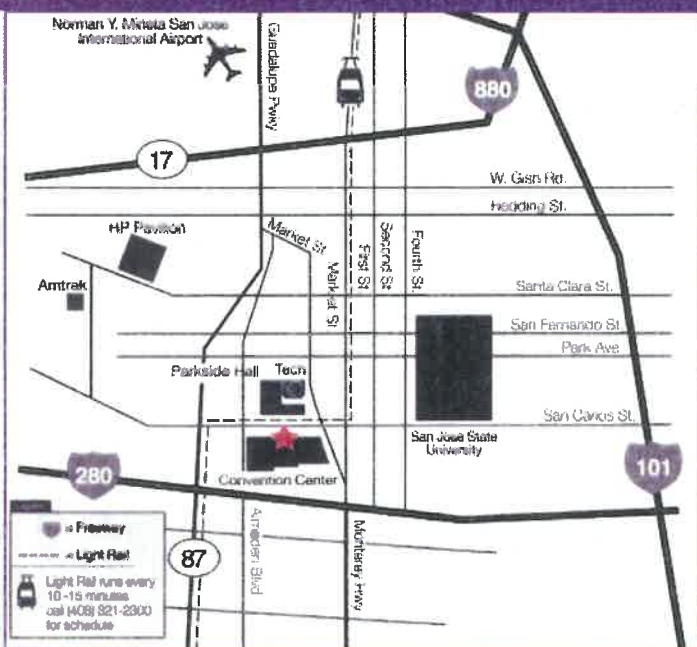 Norman Y. Mineta San Jose
International Airport
Guadalupe Pkwy
880
17
W. Gish Rd.
Hedding St.
HP Pavilion
Market St.
Market St
First St
Second St
Fourth St.
Amtrak
Santa Clara St.
San Fernando St
Park Ave
Parkside Hall
Tech
San Carlos St.
San Jose State
University
Convention Center
280
101
= Freeway
= Light Rail
87
Light Rail runs every
10-15 minutes
call (408) 321-2300
for schedule
Almaden Blvd
Monterey Hwy